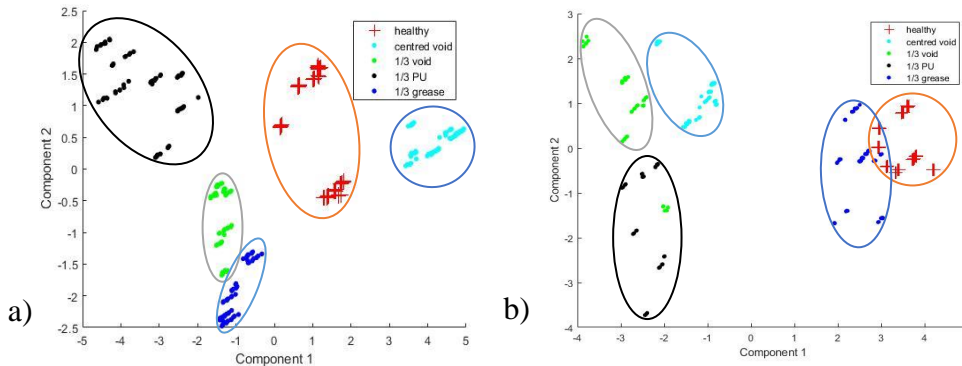 a)
Component 2
2.5
2
1.5
1
0.5
0
-0.5
-1
-1.5
-2
-2.5
-5 -4 -3 -2 -1 0 1 2 3 4 5
Component 1
healthy
centred void
1/3 void
1/3 PU
1/3 grease
b)
Component 2
3
2
1
0
-1
-2
-3
-4
-4 -3 -2 -1 0 1 2 3 4
Component 1
healthy
centred void
1/3 void
1/3 PU
1/3 grease